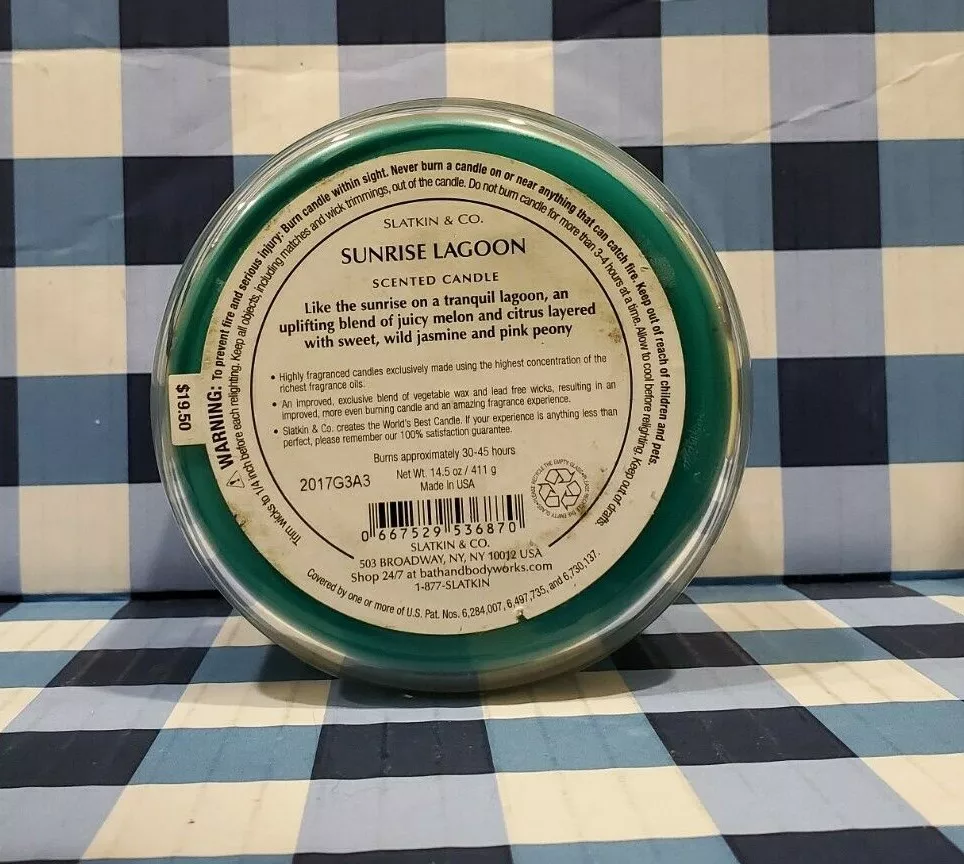 WARNING: To prevent fire and serious injury: Burn candle within sight. Never burn a candle on or near anything that can catch fire. Keep out of reach of children and pets.
Trim wicks to 1/4 inch before each relighting. Keep all objects, including matches and wick trimmings, out of the candle. Do not burn candle for more than 3-4 hours at a time. Allow to cool before relighting. Keep out of drafts.
$19.50
SLATKIN & CO.
SUNRISE LAGOON
SCENTED CANDLE
Like the sunrise on a tranquil lagoon, an
uplifting blend of juicy melon and citrus layered
with sweet, wild jasmine and pink peony
• Highly fragranced candles exclusively made using the highest concentration of the
richest fragrance oils.
• An improved, exclusive blend of vegetable wax and lead free wicks, resulting in an
improved, more even burning candle and an amazing fragrance experience.
• Slatkin & Co. creates the World's Best Candle. If your experience is anything less than
perfect, please remember our 100% satisfaction guarantee.
Burns approximately 30-45 hours
Net Wt. 14.5 oz / 411 g
Made in USA
2017G3A3
0 667529 536870
SLATKIN & CO.
503 BROADWAY, NY, NY 10012 USA
Shop 24/7 at bathandbodyworks.com
1-877-SLATKIN
Covered by one or more of U.S. Pat. Nos. 6,284,007, 6,497,735, and 6,730,137.